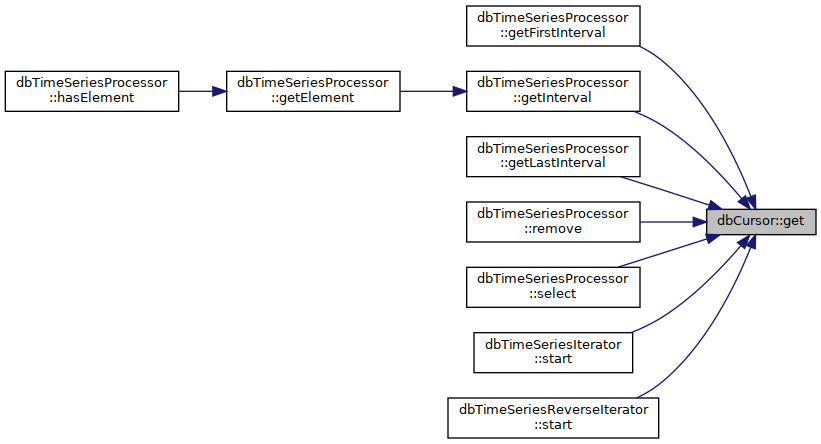 dbTimeSeriesProcessor
::getFirstInterval
dbTimeSeriesProcessor
::hasElement
dbTimeSeriesProcessor
::getElement
dbTimeSeriesProcessor
::getInterval
dbTimeSeriesProcessor
::getLastInterval
dbTimeSeriesProcessor
::remove
dbCursor::get
dbTimeSeriesProcessor
::select
dbTimeSeriesIterator
::start
dbTimeSeriesReverseIterator
::start